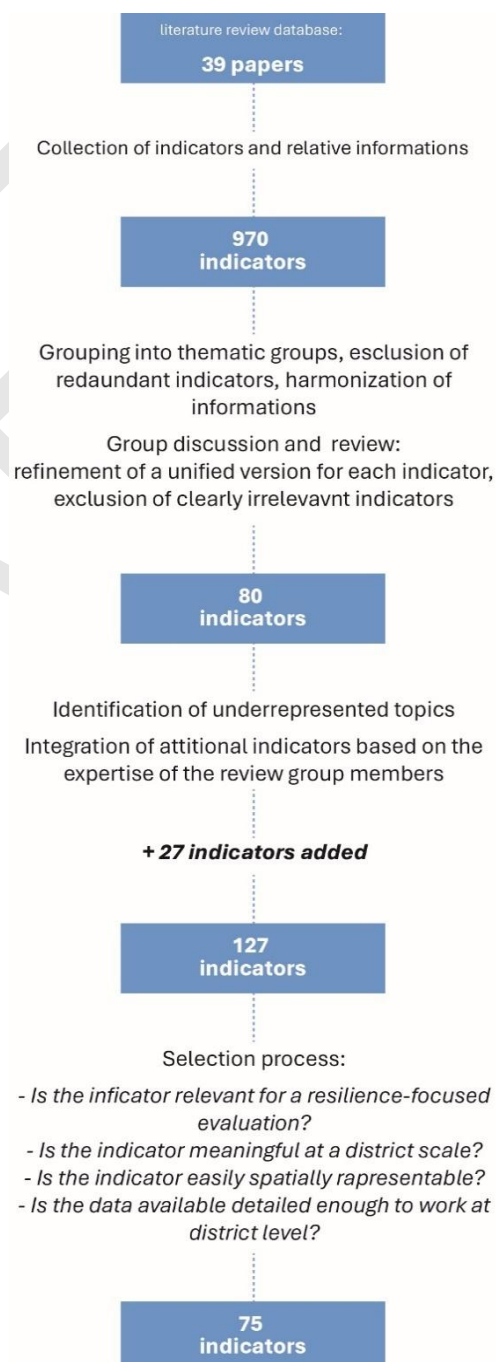 literature review database:
39 papers
Collection of indicators and relative informations
970
indicators
Grouping into thematic groups, esclusion of
redaundant indicators, harmonization of
informations
Group discussion and review:
refinement of a unified version for each indicator,
exclusion of clearly irrelevavnt indicators
80
indicators
Identification of underrepresented topics
Integration of attitional indicators based on the
expertise of the review group members
+ 27 indicators added
127
indicators
Selection process:
- Is the inficator relevant for a resilience-focused
evaluation?
- Is the indicator meaningful at a district scale?
- Is the indicator easily spatially rapresentable?
- Is the data available detailed enough to work at
district level?
75
indicators